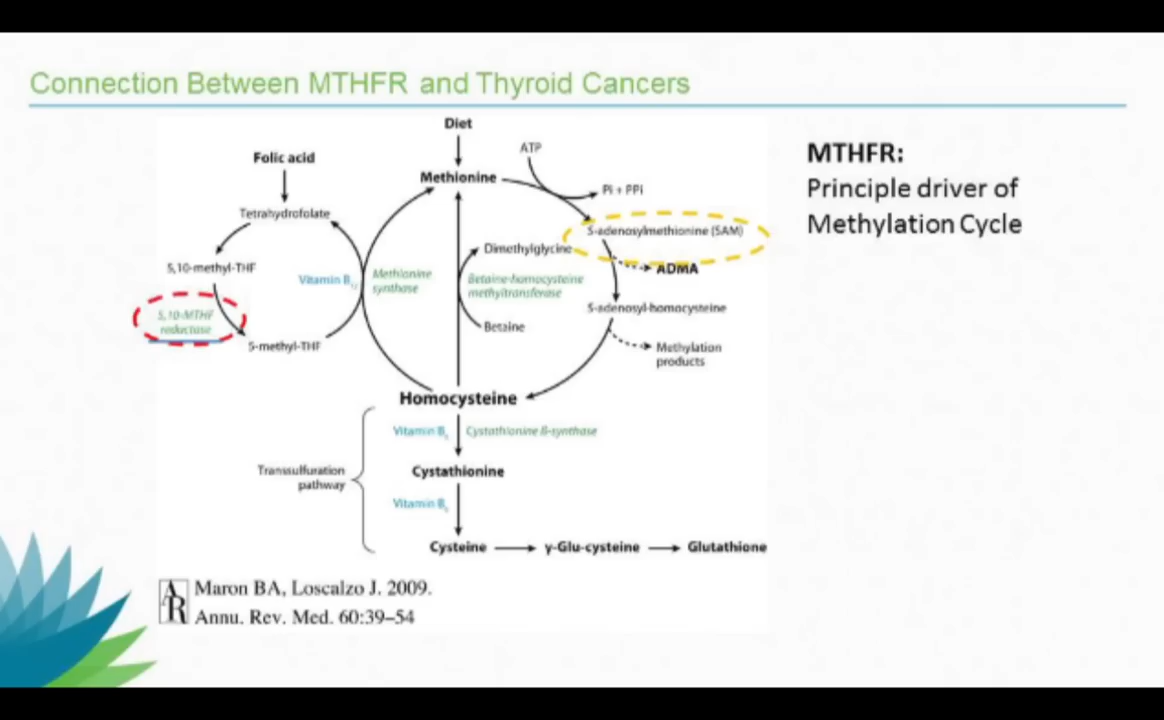 Connection Between MTHFR and Thyroid Cancers
Diet
ATP
Folic acid
Methionine
Pi + PPi
Tetrahydrofolate
S-adenosylmethionine (SAM)
Dimethylglycine
5,10-methyl-THF
ADMA
Vitamin B12
Methionine
synthase
Betaine-homocysteine
methyltransferase
S-adenosyl-homocysteine
5,10-MTHF
reductase
Betaine
5-methyl-THF
Methylation
products
Homocysteine
Vitamin B6
Cystathionine B-synthase
Transsulfuration
pathway
Cystathionine
Vitamin B6
Cysteine
γ-Glu-cysteine
Glutathione
MTHFR:
Principle driver of
Methylation Cycle
AR
Maron BA, Loscalzo J. 2009.
Annu. Rev. Med. 60:39–54